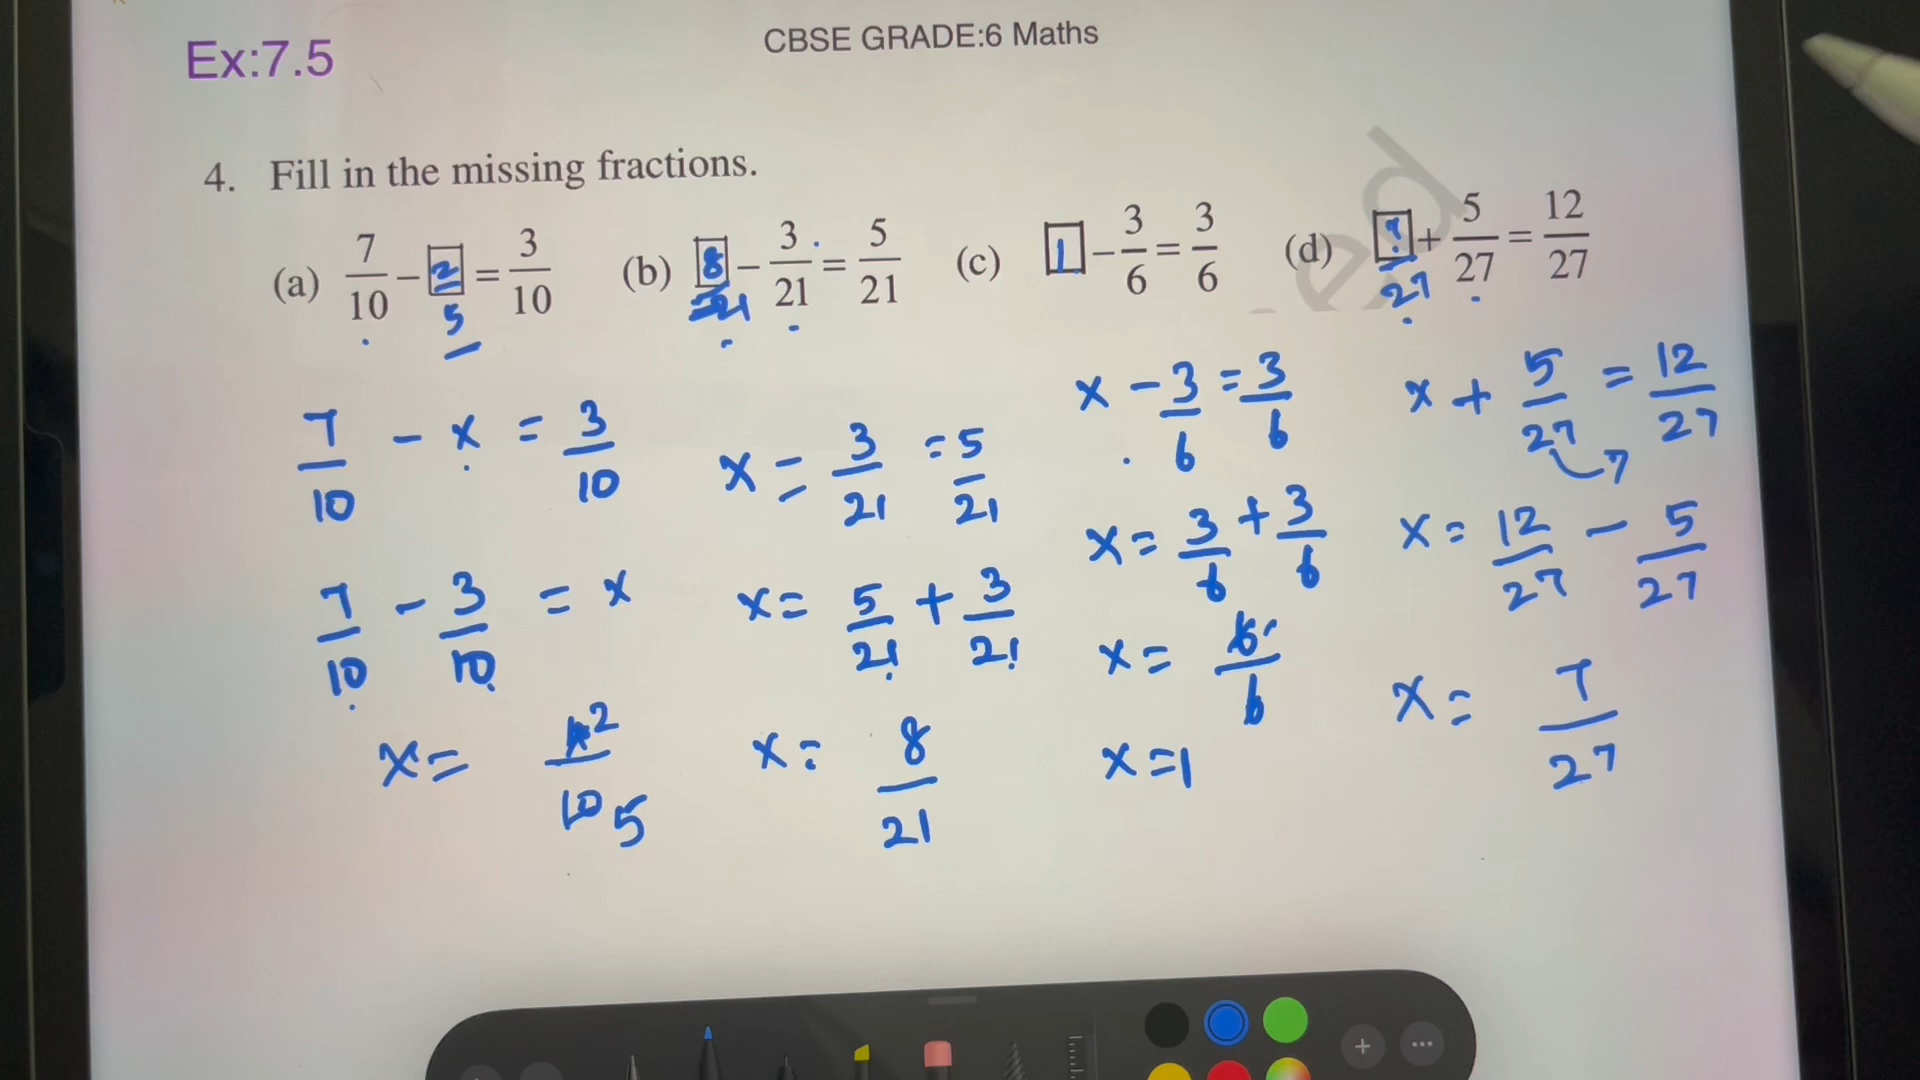 Ex:7.5
CBSE GRADE:6 Maths
4. Fill in the missing fractions.
(a) 7/10 - 2/5 = 3/10 (b) 8/21 - 3/21 = 5/21 (c) 1 - 3/6 = 3/6 (d) 7/27 + 5/27 = 12/27
7/10 - x = 3/10
7/10 - 3/10 = x
x = 2/10 5
x = 3/21 = 5/21
x = 5/21 + 3/21
x = 8/21
x - 3/6 = 3/6
x = 3/6 + 3/6
x = 6/6
x = 1
x + 5/27 = 12/27
7
x = 12/27 - 5/27
x = 7/27